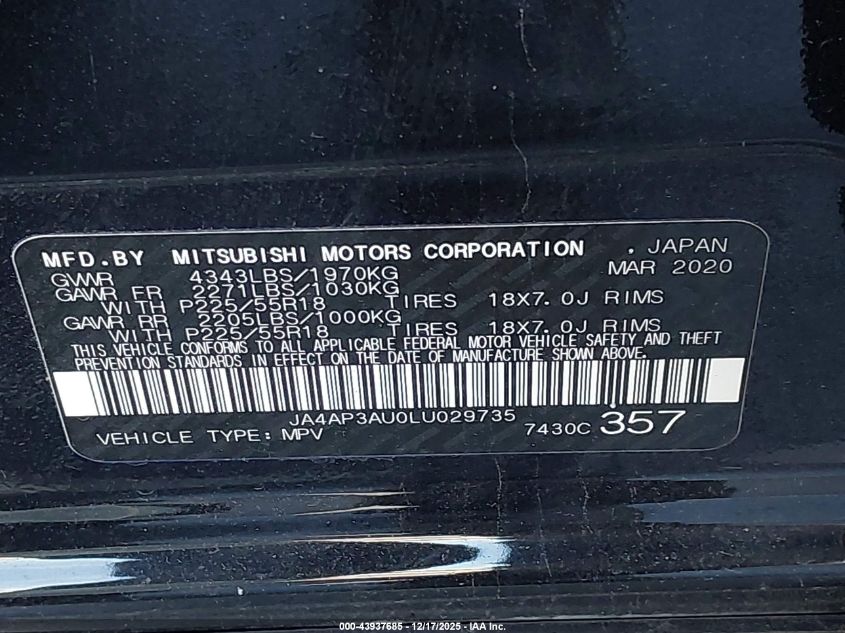 MFD.BY MITSUBISHI MOTORS CORPORATION . JAPAN
GVWR 4343LBS/1970KG MAR 2020
GAWR FR 2271LBS/1030KG
WITH P225/55R18 TIRES 18X7.0J RIMS
GAWR RR 2205LBS/1000KG
WITH P225/55R18 TIRES 18X7.0J RIMS
THIS VEHICLE CONFORMS TO ALL APPLICABLE FEDERAL MOTOR VEHICLE SAFETY AND THEFT
PREVENTION STANDARDS IN EFFECT ON THE DATE OF MANUFACTURE SHOWN ABOVE.
JA4AP3AU0LU029735
VEHICLE TYPE: MPV 7430C 357
000-43937685 - 12/17/2025 - IAA Inc.